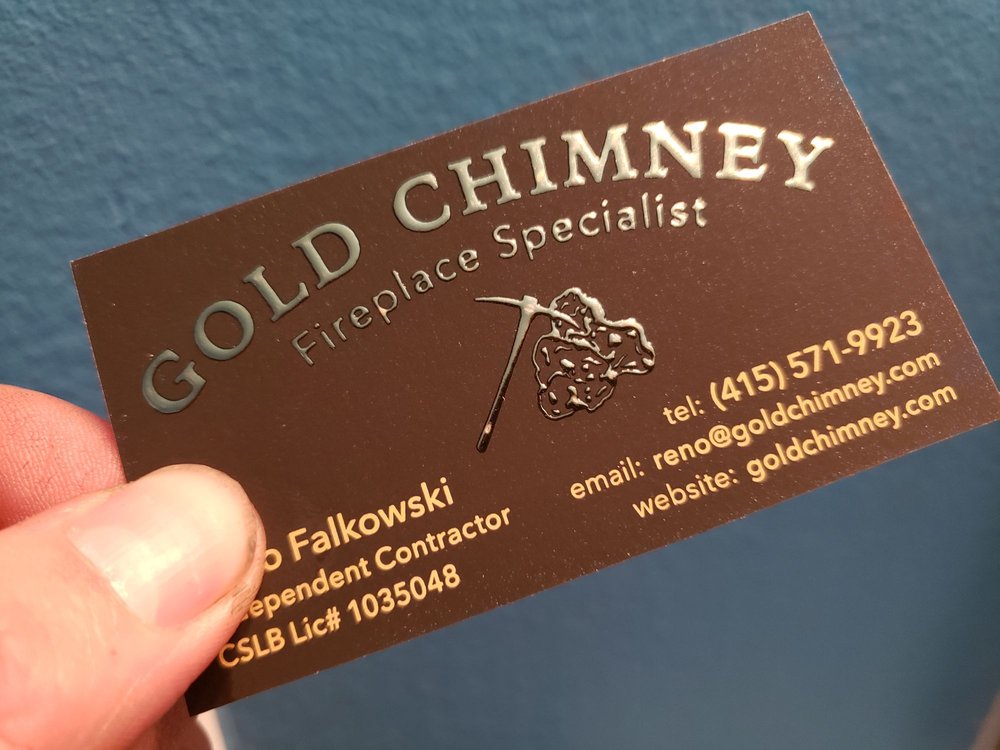 GOLD CHIMNEY
Fireplace Specialist
tel: (415) 571-9923
email: reno@goldchimney.com
website: goldchimney.com
Falkowski
Contractor
CSLB Lic# 1035048